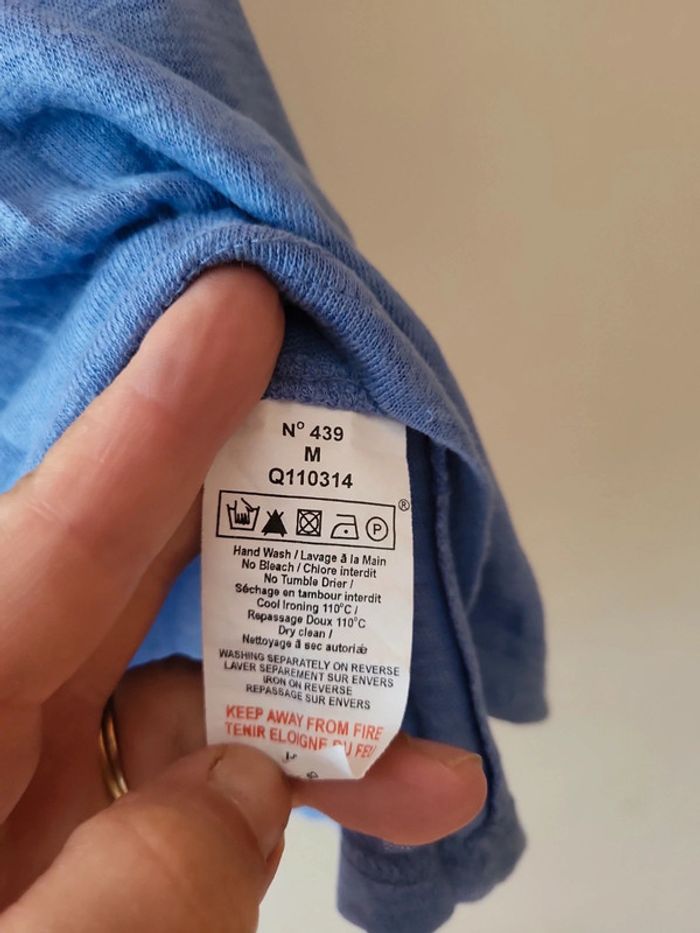 N° 439
M
Q110314
®
P
Hand Wash / Lavage à la Main
No Bleach / Chlore interdit
No Tumble Drier /
Séchage en tambour interdit
Cool Ironing 110°C /
Repassage Doux 110°C
Dry clean /
Nettoyage à sec
WASHING SEPARATELY ON REVERSE
LAVER SEPAREMENT SUR ENVERS
IRON ON REVERSE
REPASSAGE SUR ENVERS
KEEP AWAY FROM FIRE
TENIR ELOIGNE DU FEU